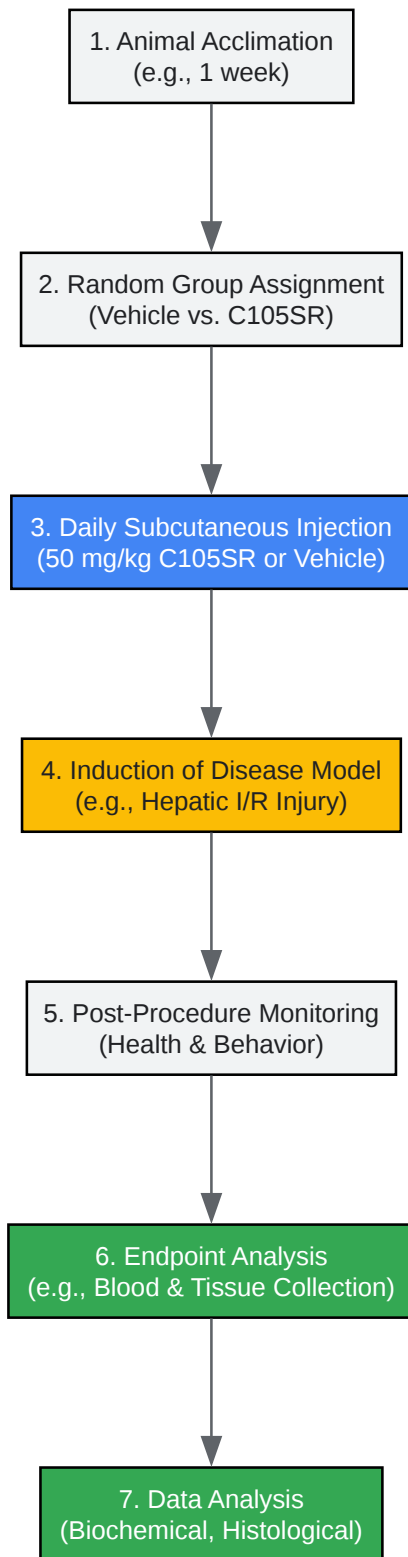 1. Animal Acclimation
(e.g., 1 week)
2. Random Group Assignment
(Vehicle vs. C105SR)
3. Daily Subcutaneous Injection
(50 mg/kg C105SR or Vehicle)
4. Induction of Disease Model
(e.g., Hepatic I/R Injury)
5. Post-Procedure Monitoring
(Health & Behavior)
6. Endpoint Analysis
(e.g., Blood & Tissue Collection)
7. Data Analysis
(Biochemical, Histological)